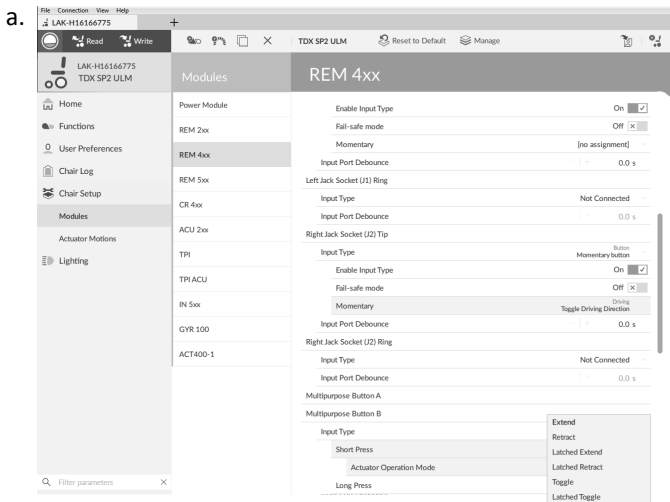 a.
File Connection View Help
LAK-H16166775 +
Read Write TDX SP2 ULM Reset to Default Manage
LAK-H16166775
TDX SP2 ULM
Modules
REM 4xx
Home
Functions
User Preferences
Chair Log
Chair Setup
Modules
Actuator Motions
Lighting
Filter parameters
Power Module
REM 2xx
REM 4xx
REM 5xx
CR 4xx
ACU 2xx
TPI
TPI ACU
IN 5xx
GYR 100
ACT400-1
Enable Input Type On
Fail-safe mode Off
Momentary [no assignment]
Input Port Debounce 0.0 s
Left Jack Socket (J1) Ring
Input Type Not Connected
Input Port Debounce 0.0 s
Right Jack Socket (J2) Tip
Input Type Button
Momentary button
Enable Input Type On
Fail-safe mode Off
Momentary Driving
Toggle Driving Direction
Input Port Debounce 0.0 s
Right Jack Socket (J2) Ring
Input Type Not Connected
Input Port Debounce 0.0 s
Multipurpose Button A
Multipurpose Button B
Input Type
Short Press
Actuator Operation Mode
Long Press
Extend
Retract
Latched Extend
Latched Retract
Toggle
Latched Toggle